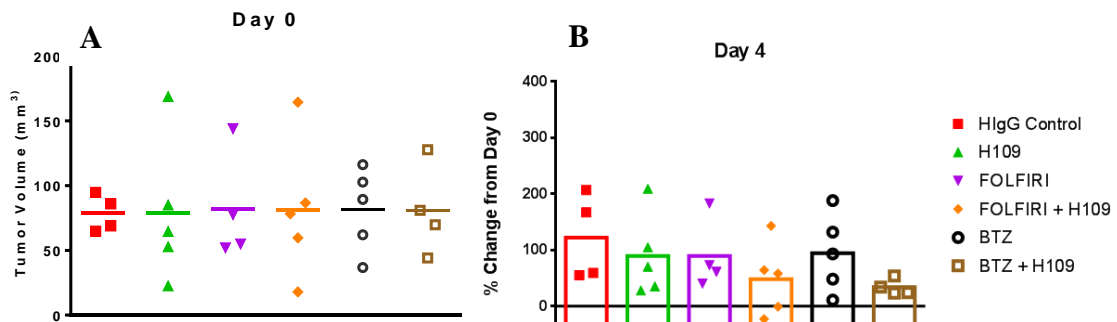 Day 0
A
Tumor Volume (mm³)
200
150
100
50
0
B
Day 4
% Change from Day 0
400
300
200
100
0
HIgG Control
H109
FOLFIRI
FOLFIRI + H109
BTZ
BTZ + H109